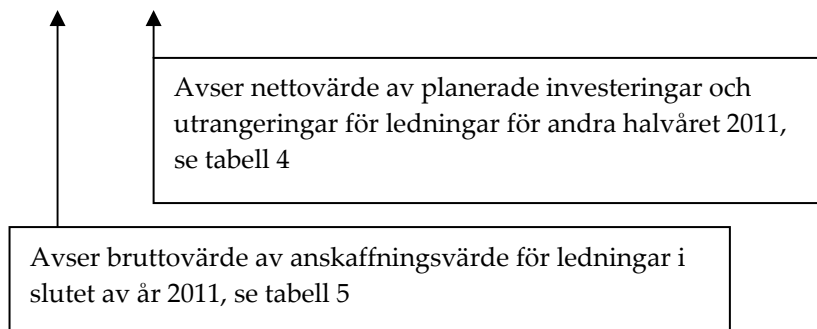 Avser nettovärde av planerade investeringar och
utrangeringar för ledningar för andra halvåret 2011,
se tabell 4
Avser bruttovärde av anskaffningsvärde för ledningar i
slutet av år 2011, se tabell 5